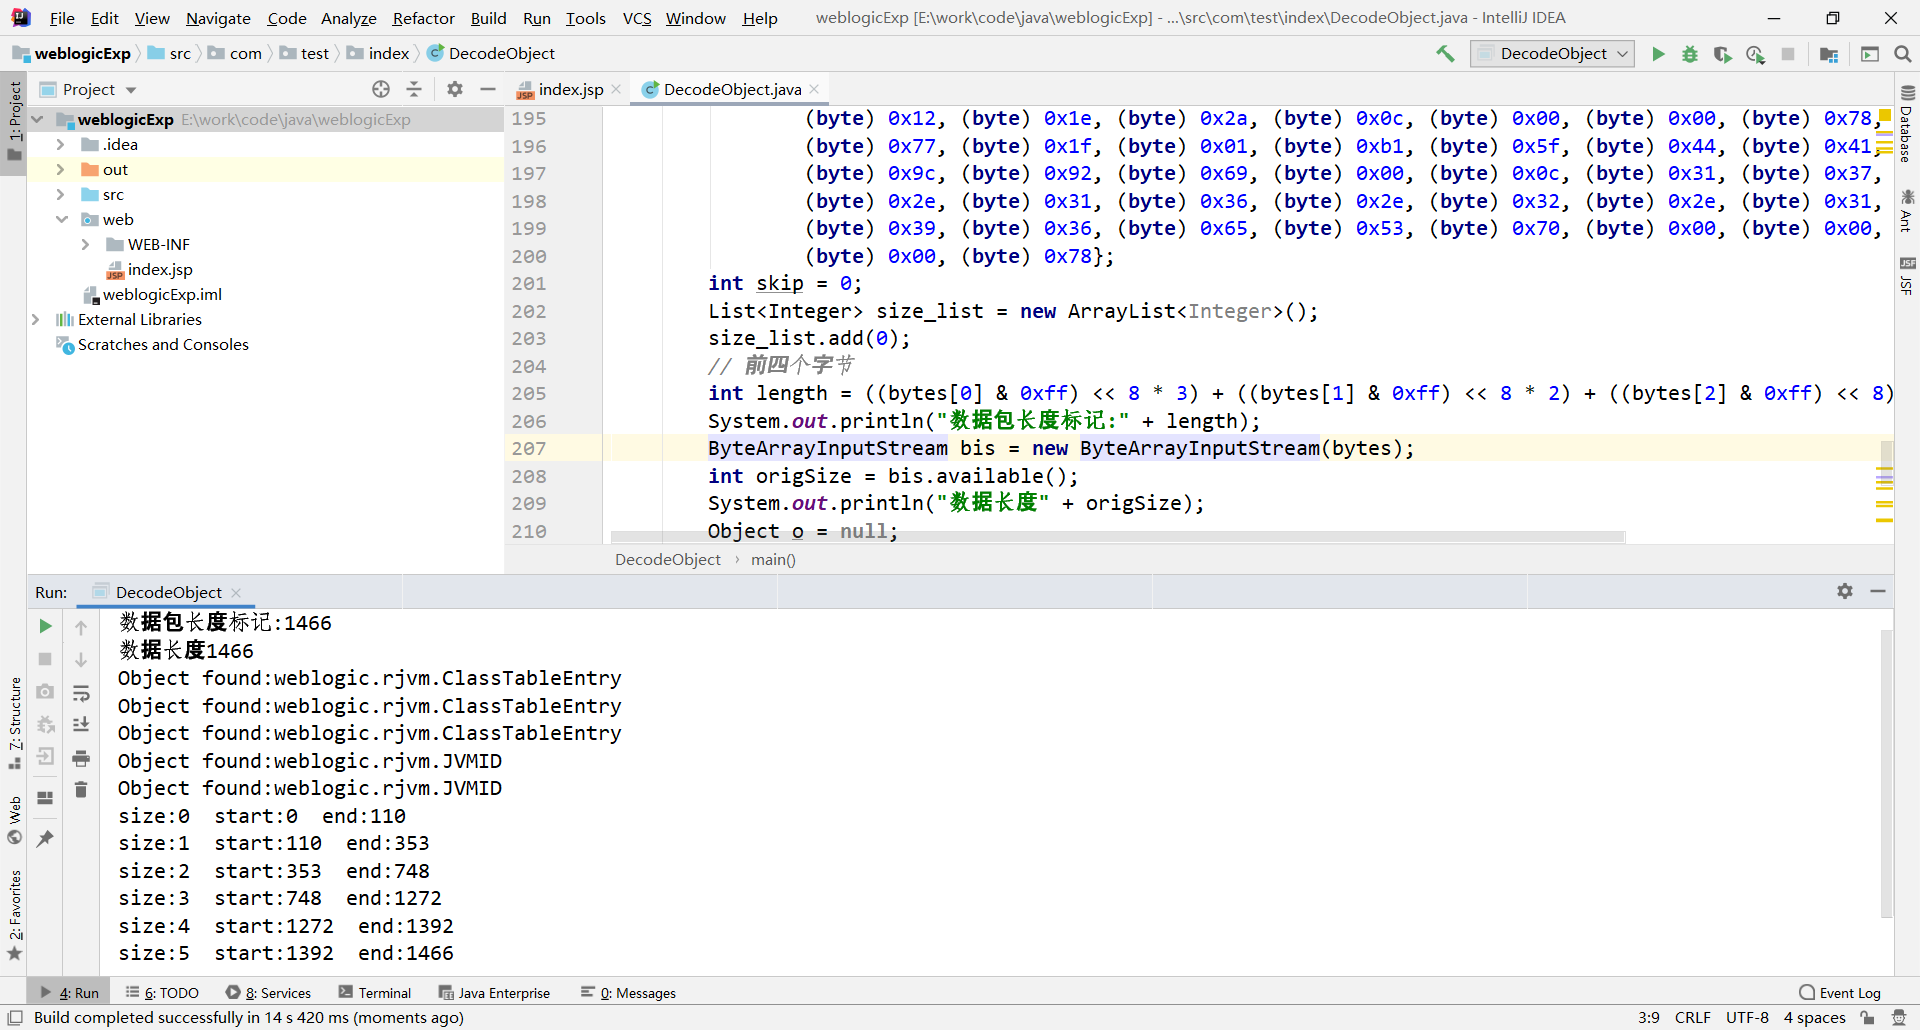 File Edit View Navigate Code Analyze Refactor Build Run Tools VCS Window Help weblogicExp [E:\work\code\java\weblogicExp] - ...\src\com\test\index\DecodeObject.java - IntelliJ IDEA
weblogicExp src com test index DecodeObject DecodeObject
Project index.jsp DecodeObject.java
1: Project
weblogicExp E:\work\code\java\weblogicExp
.idea
out
src
web
WEB-INF
index.jsp
weblogicExp.iml
External Libraries
Scratches and Consoles
195 (byte) 0x12, (byte) 0x1e, (byte) 0x2a, (byte) 0x0c, (byte) 0x00, (byte) 0x00, (byte) 0x78,
196 (byte) 0x77, (byte) 0x1f, (byte) 0x01, (byte) 0xb1, (byte) 0x5f, (byte) 0x44, (byte) 0x41,
197 (byte) 0x9c, (byte) 0x92, (byte) 0x69, (byte) 0x00, (byte) 0x0c, (byte) 0x31, (byte) 0x37,
198 (byte) 0x2e, (byte) 0x31, (byte) 0x36, (byte) 0x2e, (byte) 0x32, (byte) 0x2e, (byte) 0x31,
199 (byte) 0x39, (byte) 0x36, (byte) 0x65, (byte) 0x53, (byte) 0x70, (byte) 0x00, (byte) 0x00,
200 (byte) 0x00, (byte) 0x78};
201 int skip = 0;
202 List<Integer> size_list = new ArrayList<Integer>();
203 size_list.add(0);
204 // 前四个字节
205 int length = ((bytes[0] & 0xff) << 8 * 3) + ((bytes[1] & 0xff) << 8 * 2) + ((bytes[2] & 0xff) << 8)
206 System.out.println("数据包长度标记:" + length);
207 ByteArrayInputStream bis = new ByteArrayInputStream(bytes);
208 int origSize = bis.available();
209 System.out.println("数据长度" + origSize);
210 Object o = null;
DecodeObject › main()
Database
Ant
JSF
JSF
Run: DecodeObject
数据包长度标记:1466
数据长度1466
Object found:weblogic.rjvm.ClassTableEntry
Object found:weblogic.rjvm.ClassTableEntry
Object found:weblogic.rjvm.ClassTableEntry
Object found:weblogic.rjvm.JVMID
Object found:weblogic.rjvm.JVMID
size:0 start:0 end:110
size:1 start:110 end:353
size:2 start:353 end:748
size:3 start:748 end:1272
size:4 start:1272 end:1392
size:5 start:1392 end:1466
7: Structure
Web
2: Favorites
4: Run 6: TODO 8: Services Terminal Java Enterprise 0: Messages Event Log
Build completed successfully in 14 s 420 ms (moments ago) 3:9 CRLF UTF-8 4 spaces